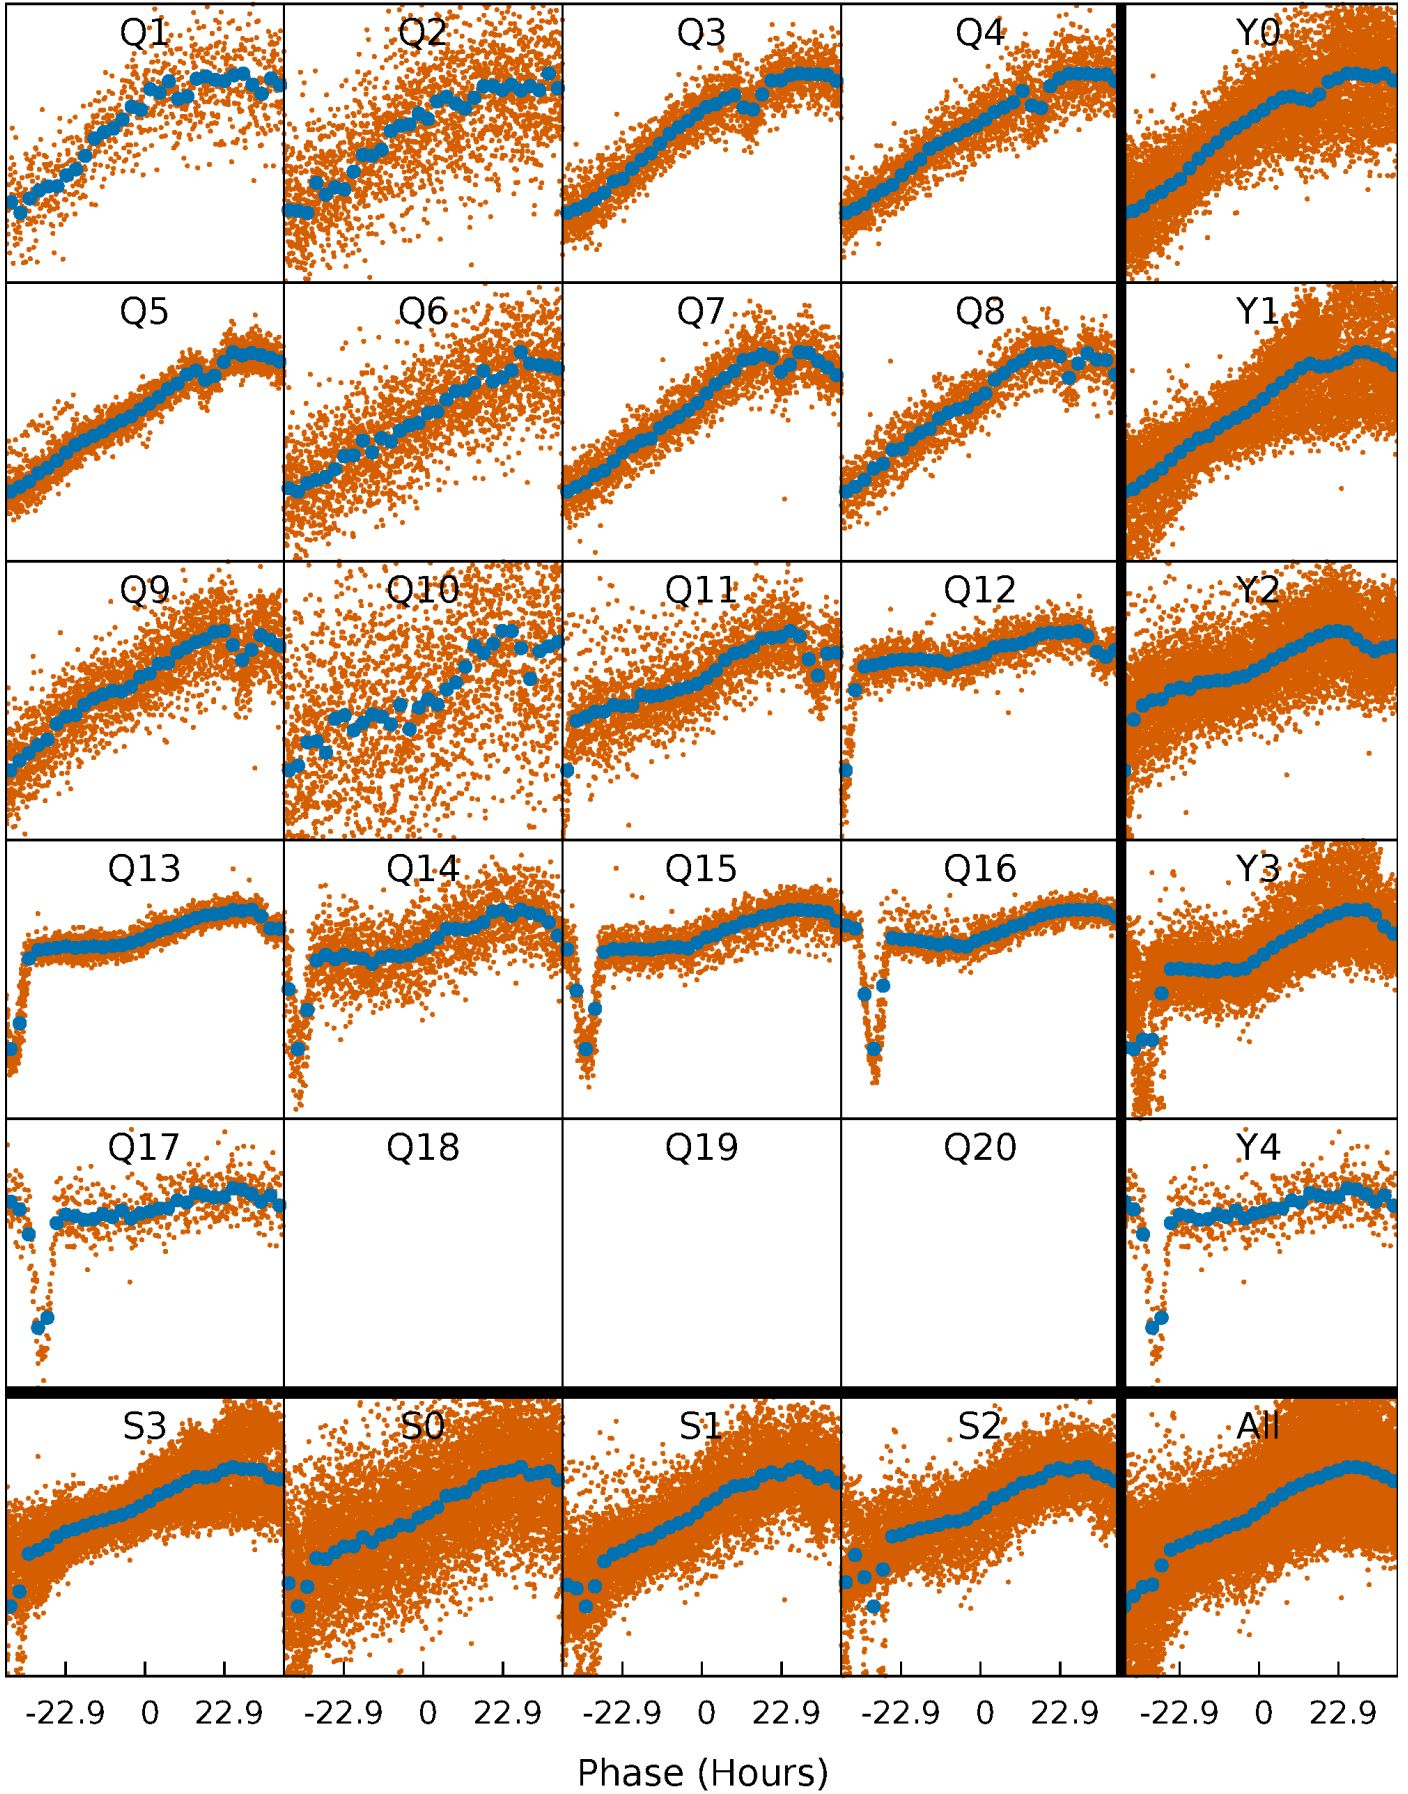 Q1 Q2 Q3 Q4 Y0
Q5 Q6 Q7 Q8 Y1
Q9 Q10 Q11 Q12 Y2
Q13 Q14 Q15 Q16 Y3
Q17 Q18 Q19 Q20 Y4
S3 S0 S1 S2 All
-22.9 0 22.9 -22.9 0 22.9 -22.9 0 22.9 -22.9 0 22.9 -22.9 0 22.9
Phase (Hours)